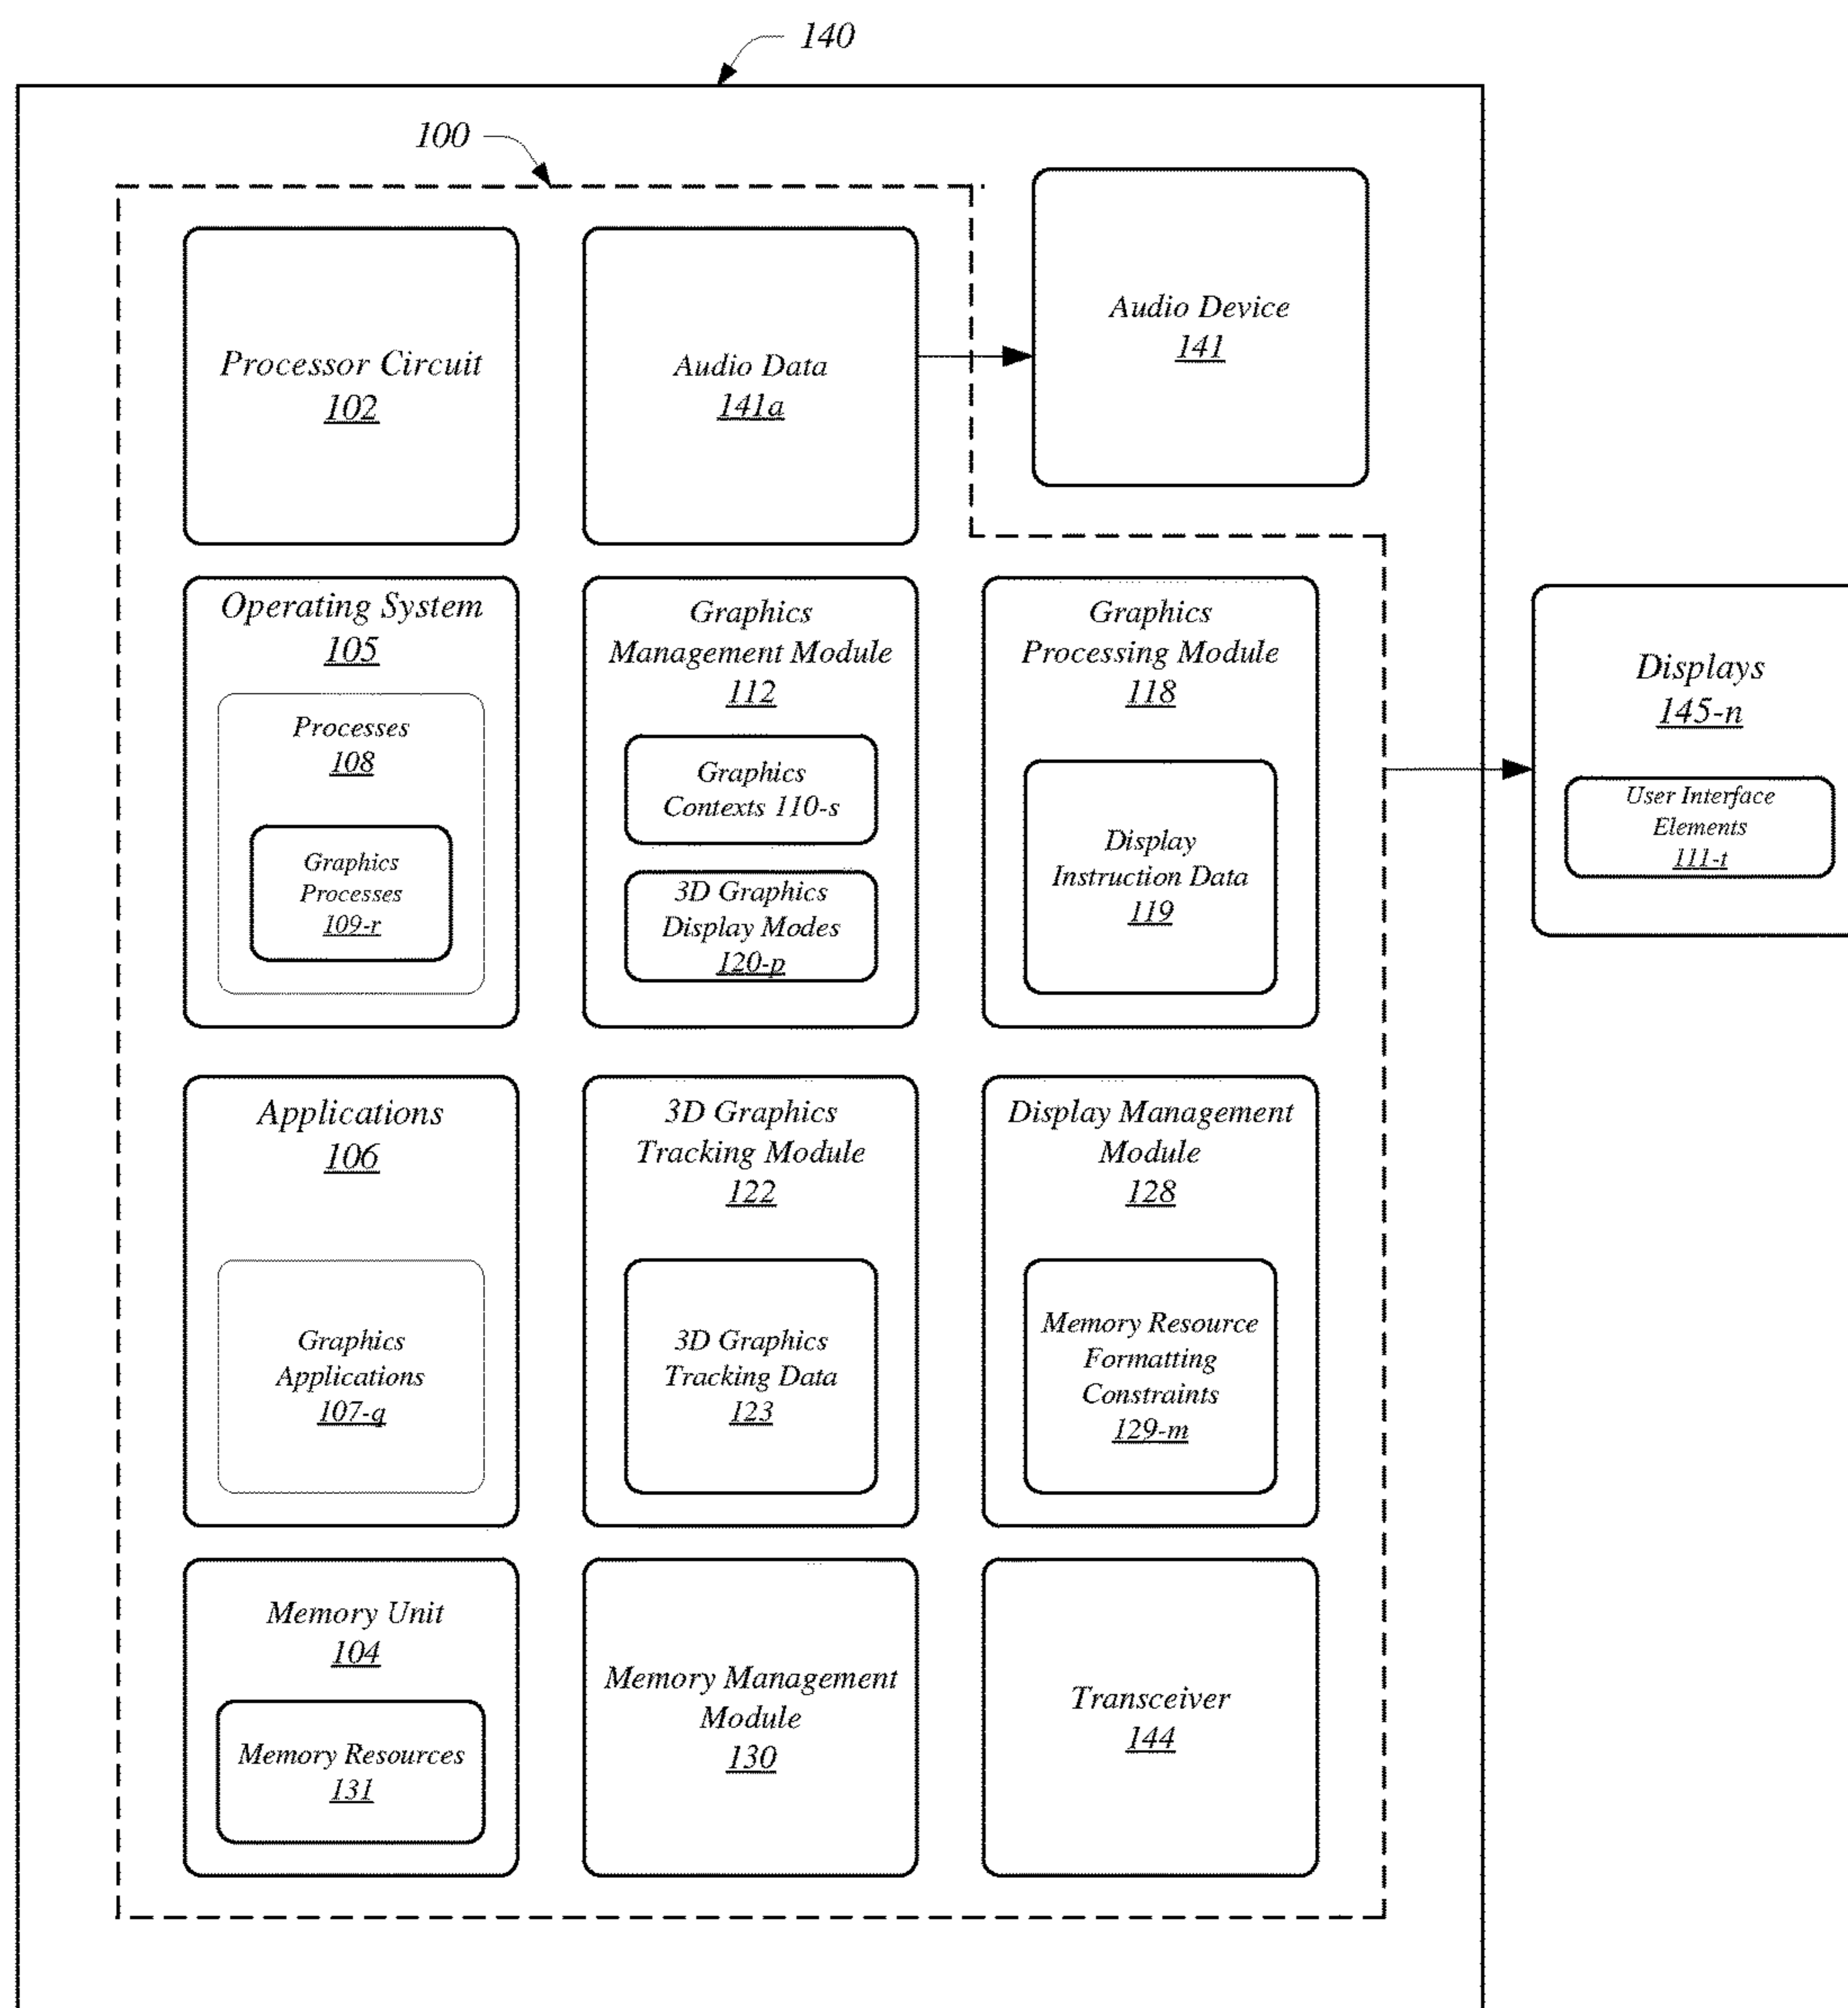 140
100
Processor Circuit
102
Audio Data
141a
Audio Device
141
Operating System
105
Processes
108
Graphics
Processes
109-r
Graphics
Management Module
112
Graphics
Contexts 110-s
3D Graphics
Display Modes
120-p
Graphics
Processing Module
118
Display
Instruction Data
119
Displays
145-n
User Interface
Elements
111-t
Applications
106
Graphics
Applications
107-q
3D Graphics
Tracking Module
122
3D Graphics
Tracking Data
123
Display Management
Module
128
Memory Resource
Formatting
Constraints
129-m
Memory Unit
104
Memory Resources
131
Memory Management
Module
130
Transceiver
144